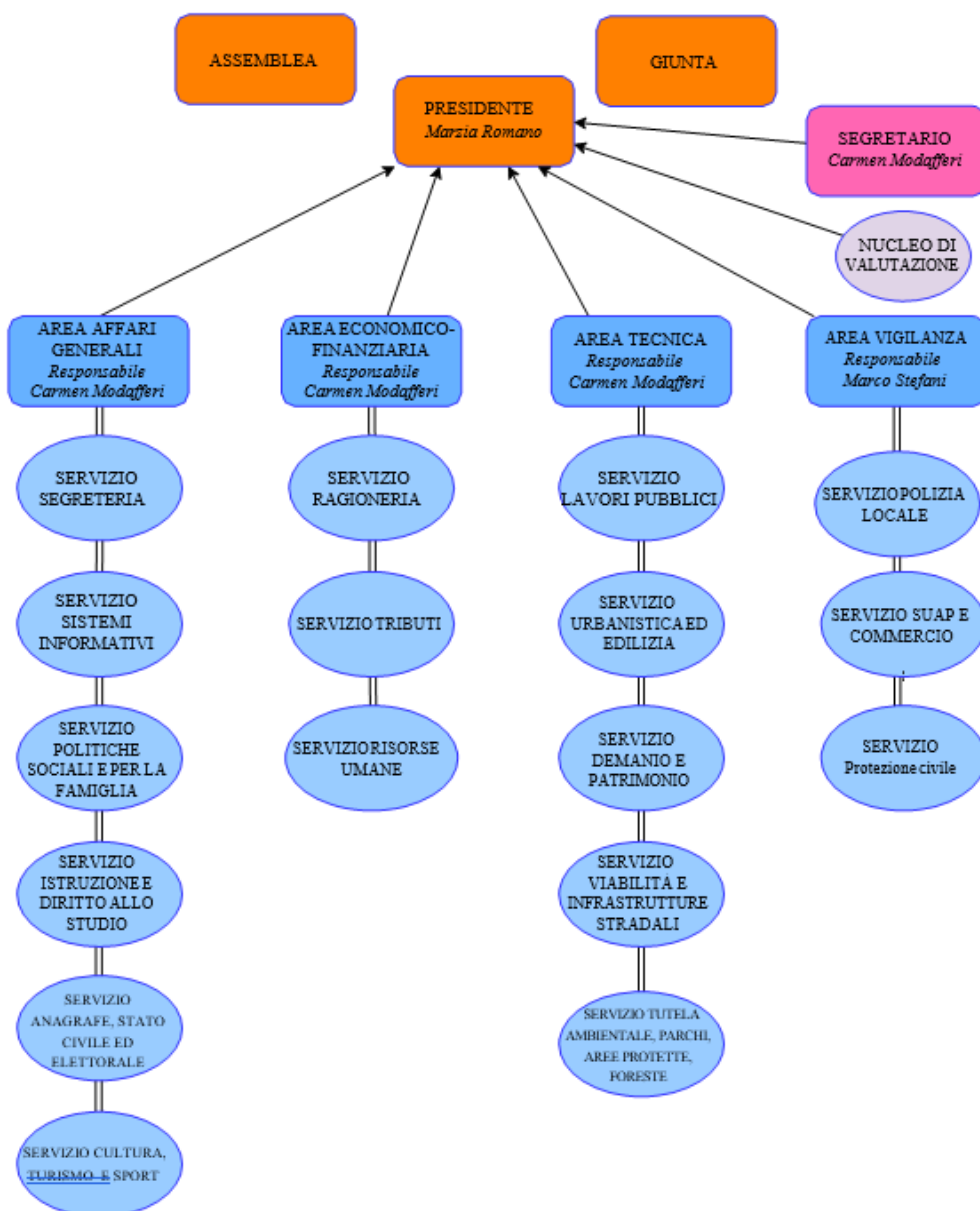 ASSEMBLEA
GIUNTA
PRESIDENTE
Marzia Romano
SEGRETARIO
Carmen Modafferi
NUCLEO DI
VALUTAZIONE
AREA AFFARI
GENERALI
Responsabile
Carmen Modafferi
AREA ECONOMICO-
FINANZIARIA
Responsabile
Carmen Modafferi
AREA TECNICA
Responsabile
Carmen Modafferi
AREA VIGILANZA
Responsabile
Marco Stefani
SERVIZIO
SEGRETERIA
SERVIZIO
SISTEMI
INFORMATIVI
SERVIZIO
POLITICHE
SOCIALI E PER LA
FAMIGLIA
SERVIZIO
ISTRUZIONE E
DIRITTO ALLO
STUDIO
SERVIZIO
ANAGRAFE, STATO
CIVILE ED
ELETTORALE
SERVIZIO CULTURA,
TURISMO E SPORT
SERVIZIO
RAGIONERIA
SERVIZIO TRIBUTI
SERVIZIO RISORSE
UMANE
SERVIZIO
LAVORI PUBBLICI
SERVIZIO
URBANISTICA ED
EDILIZIA
SERVIZIO
DEMANIO E
PATRIMONIO
SERVIZIO
VIABILITÀ E
INFRASTRUTTURE
STRADALI
SERVIZIO TUTELA
AMBIENTALE, PARCHI,
AREE PROTETTE,
FORESTE
SERVIZIO POLIZIA
LOCALE
SERVIZIO SUAP E
COMMERCIO
SERVIZIO
Protezione civile